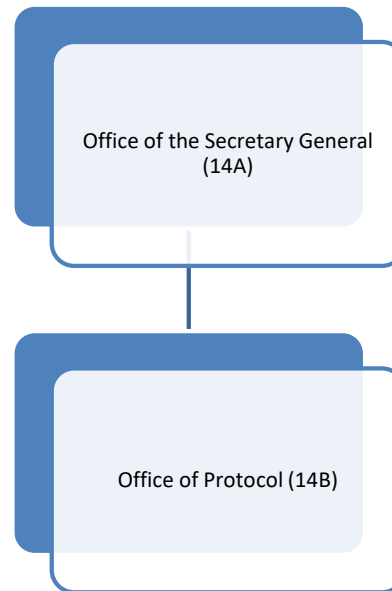 Office of the Secretary General
(14A)
Office of Protocol (14B)